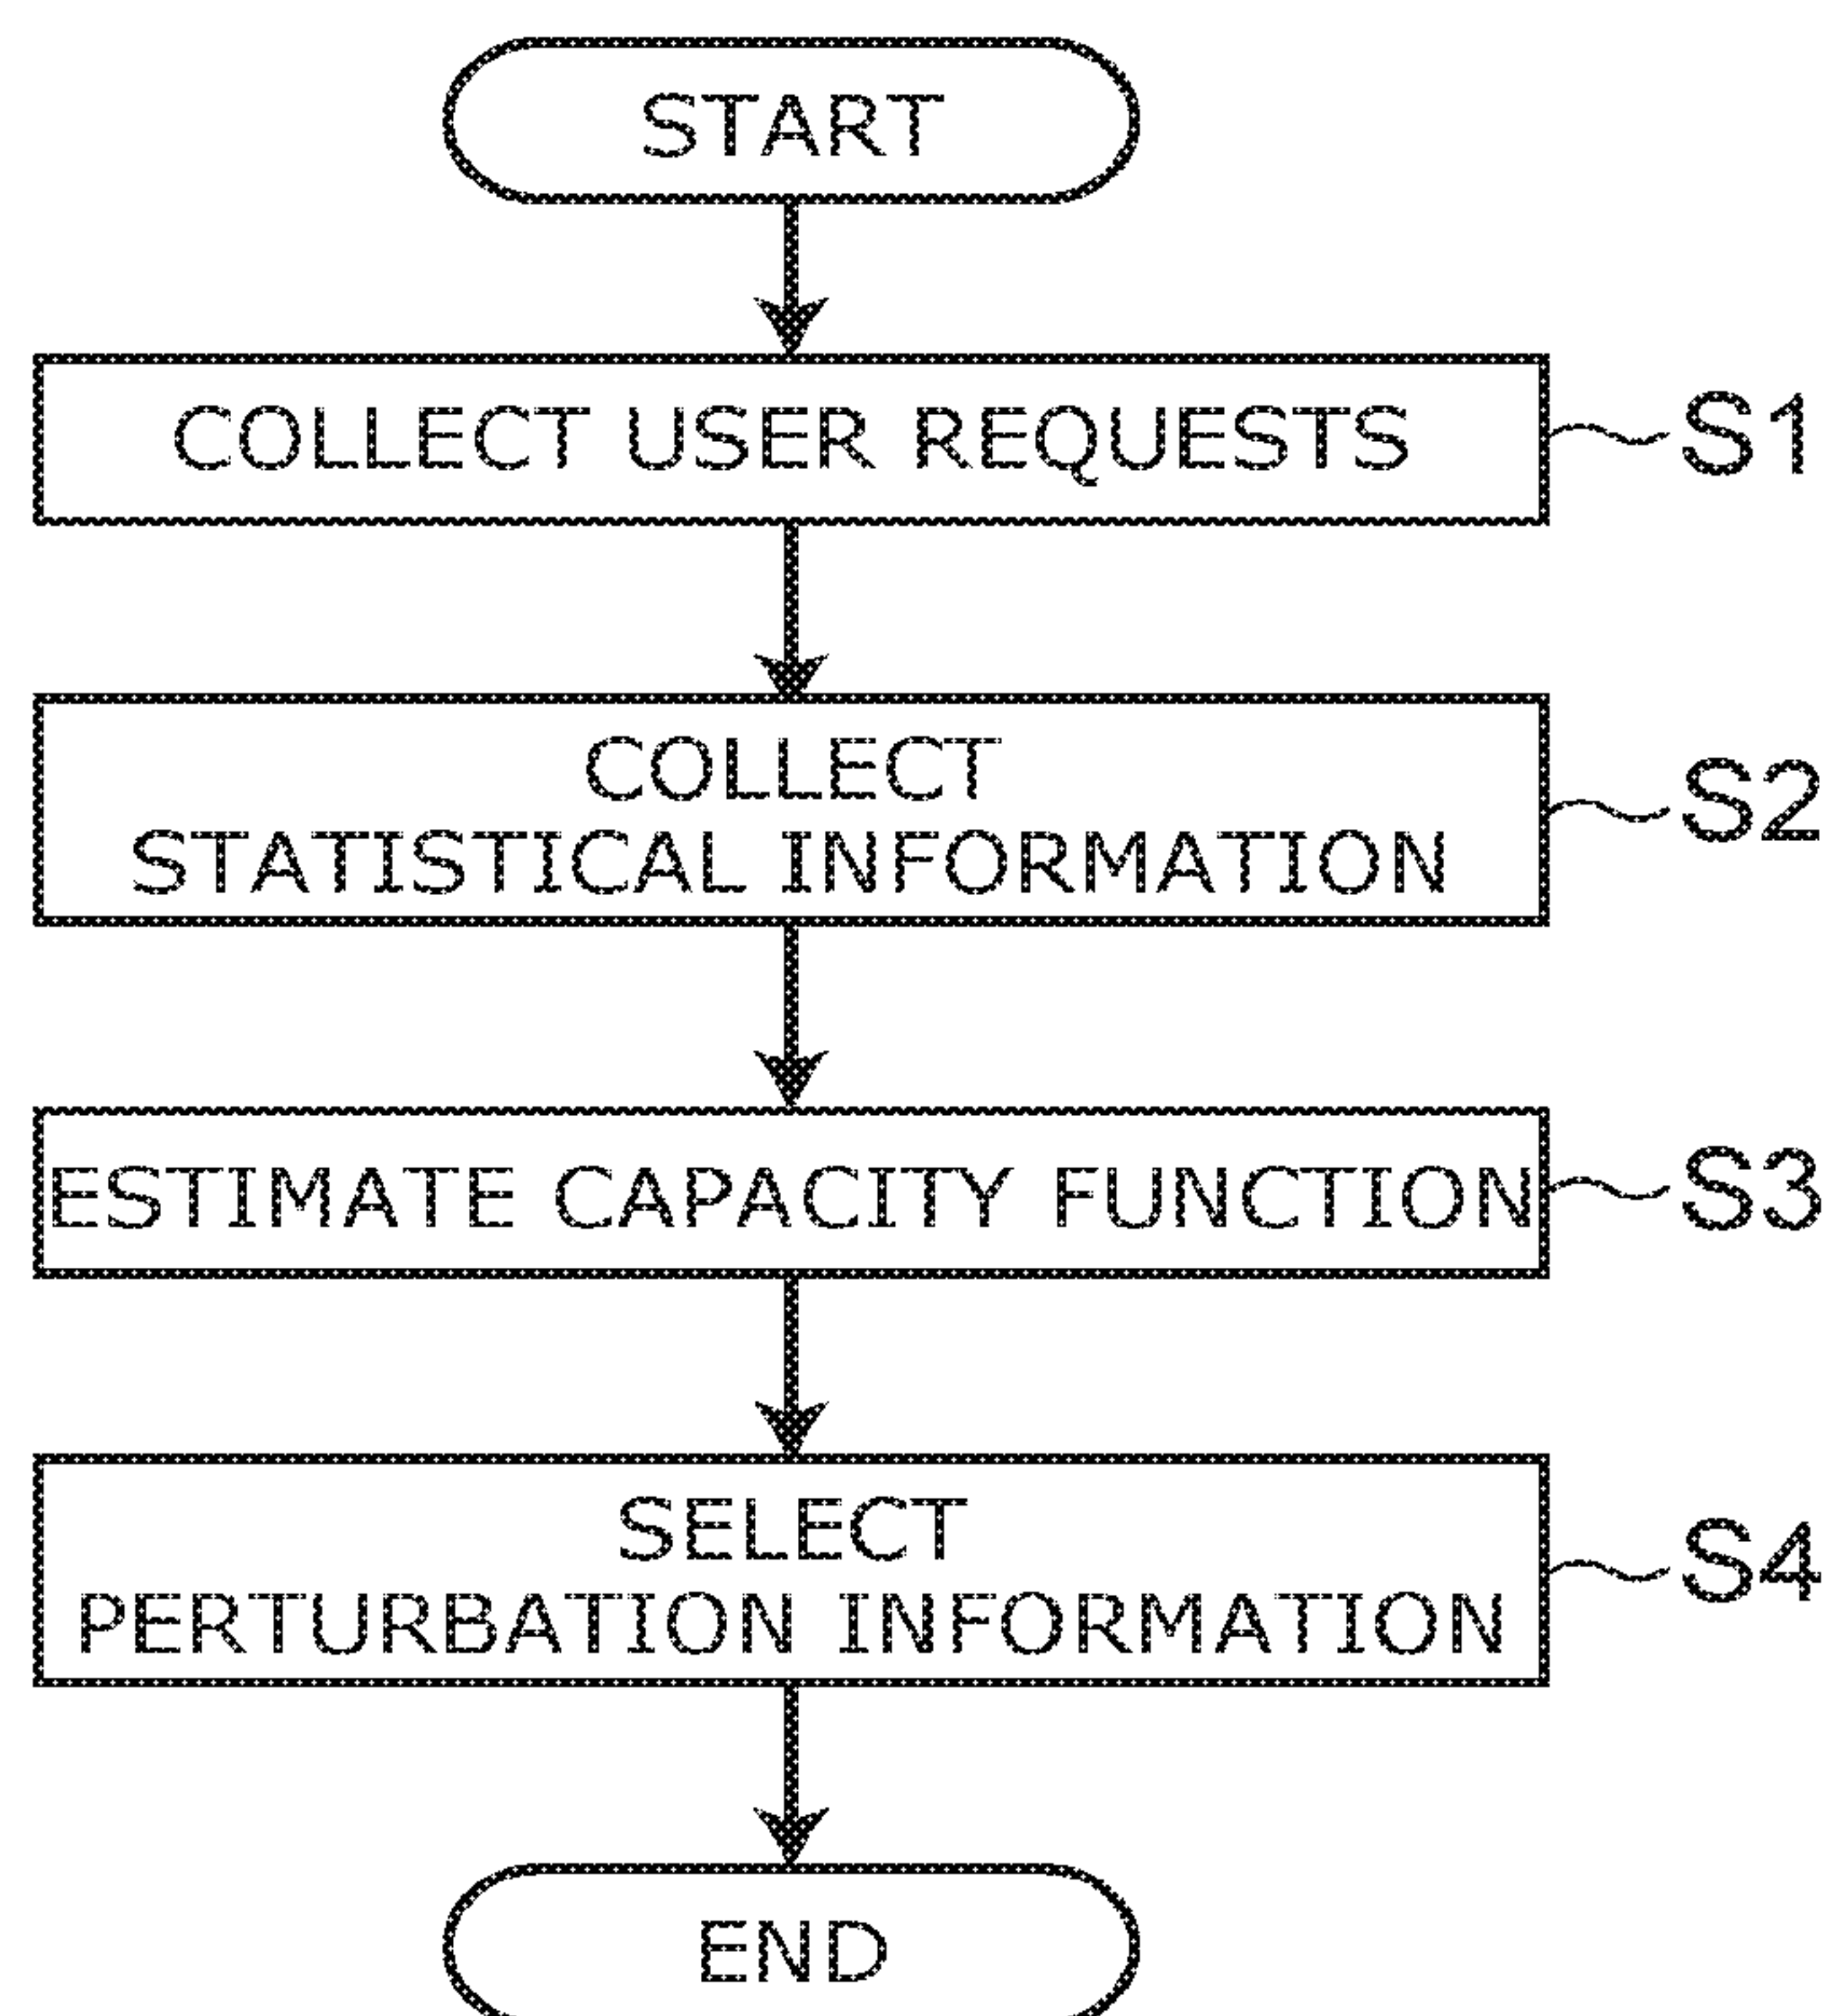 START
COLLECT USER REQUESTS
S1
COLLECT
STATISTICAL INFORMATION
S2
ESTIMATE CAPACITY FUNCTION
S3
SELECT
PERTURBATION INFORMATION
S4
END